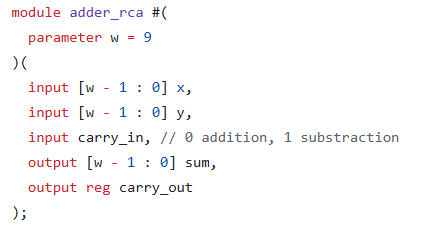 module adder_rca #(
  parameter w = 9
)(
  input [w - 1 : 0] x,
  input [w - 1 : 0] y,
  input carry_in, // 0 addition, 1 substraction
  output [w - 1 : 0] sum,
  output reg carry_out
);